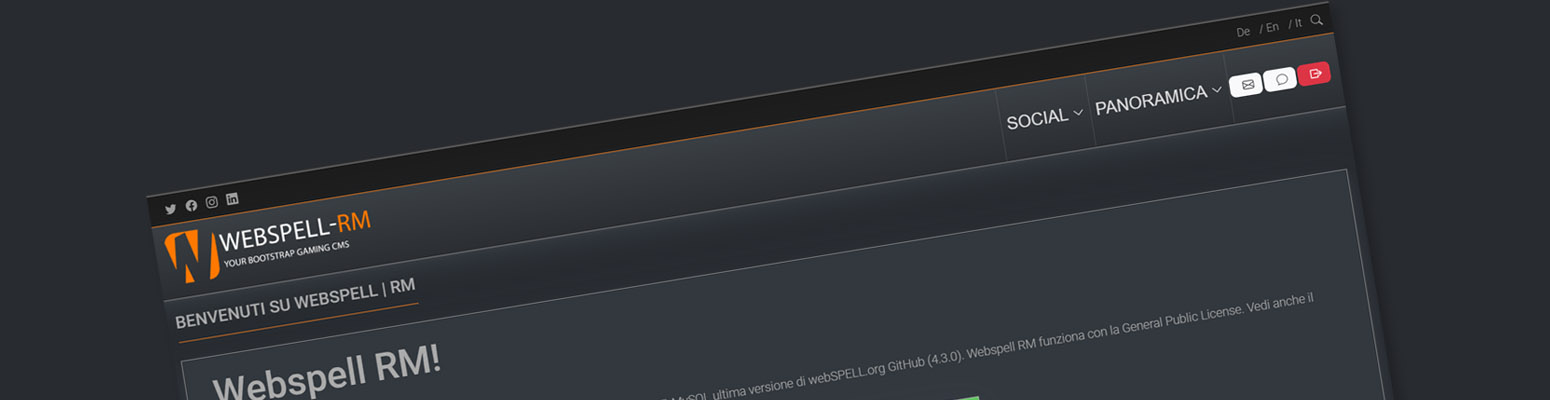 De / En / It
SOCIAL PANORAMICA
WEBSPELL-RM
YOUR BOOTSTRAP GAMING CMS
BENVENUTI SU WEBSPELL | RM
Webspell RM!
MySQL ultima versione di webSPELL.org GitHub (4.3.0). Webspell RM funziona con la General Public License. Vedi anche il